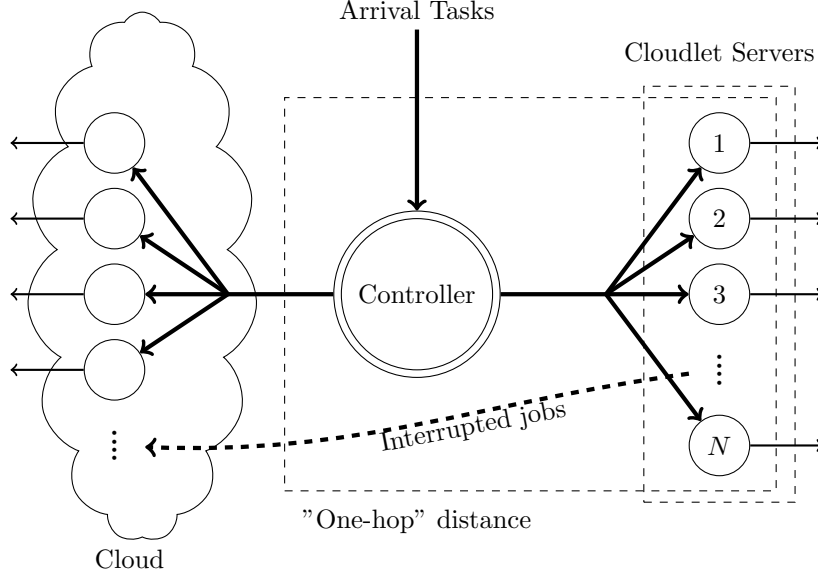 Arrival Tasks
Cloudlet Servers
1
2
Controller
3
Interrupted jobs
N
"One-hop" distance
Cloud